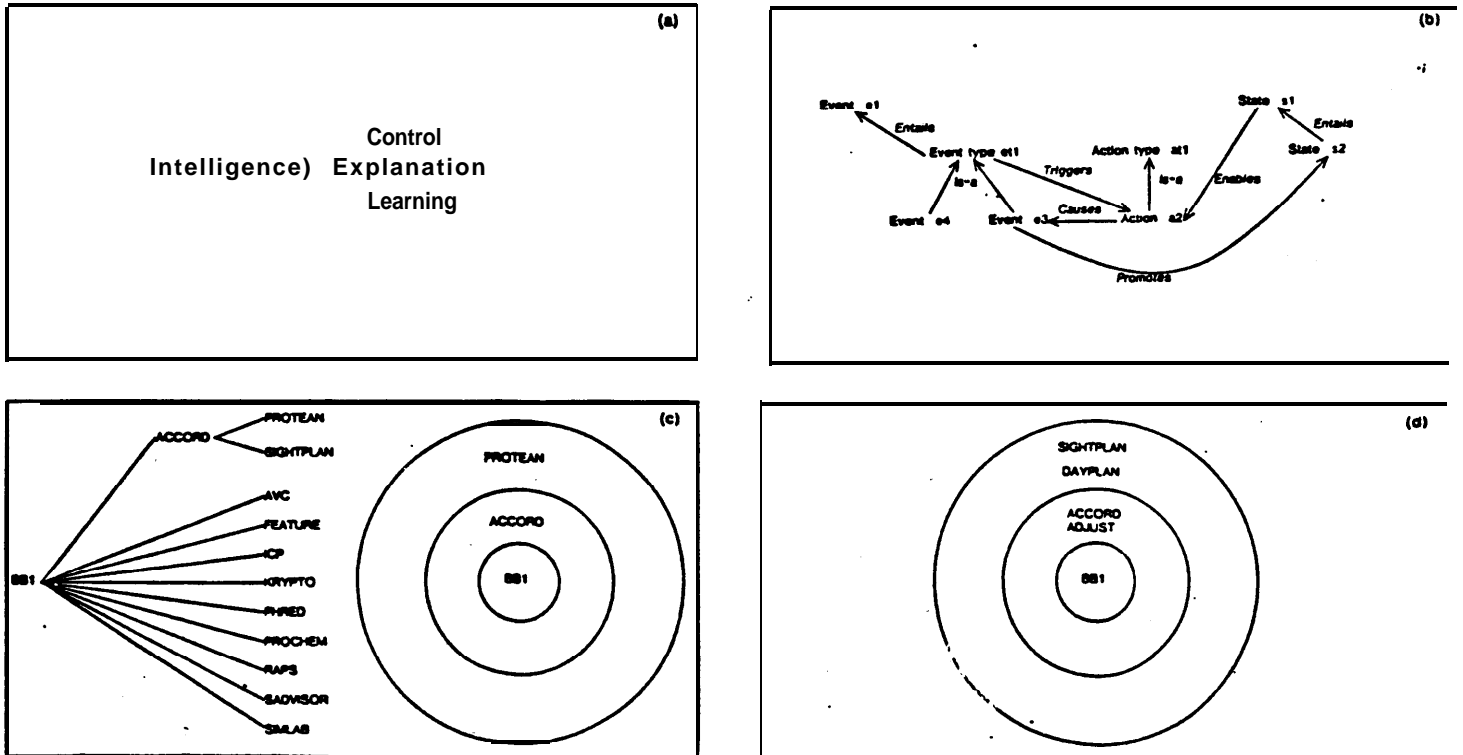 (a)
Control
Intelligence) Explanation
Learning
(b)
Event e1
Entails
Event type et1
Is-a
Event e4
Event e3
Triggers
Causes
Action type at1
Is-a
Action a2
Enables
State s1
Entails
State s2
Promotes
(c)
BB1
ACCORD
PROTEAN
SIGHTPLAN
AVC
FEATURE
ICP
KRYPTO
PHRED
PROCHEM
RAPS
SADVISOR
SIMLAB
PROTEAN
ACCORD
BB1
(d)
SIGHTPLAN
DAYPLAN
ACCORD
ADJUST
BB1